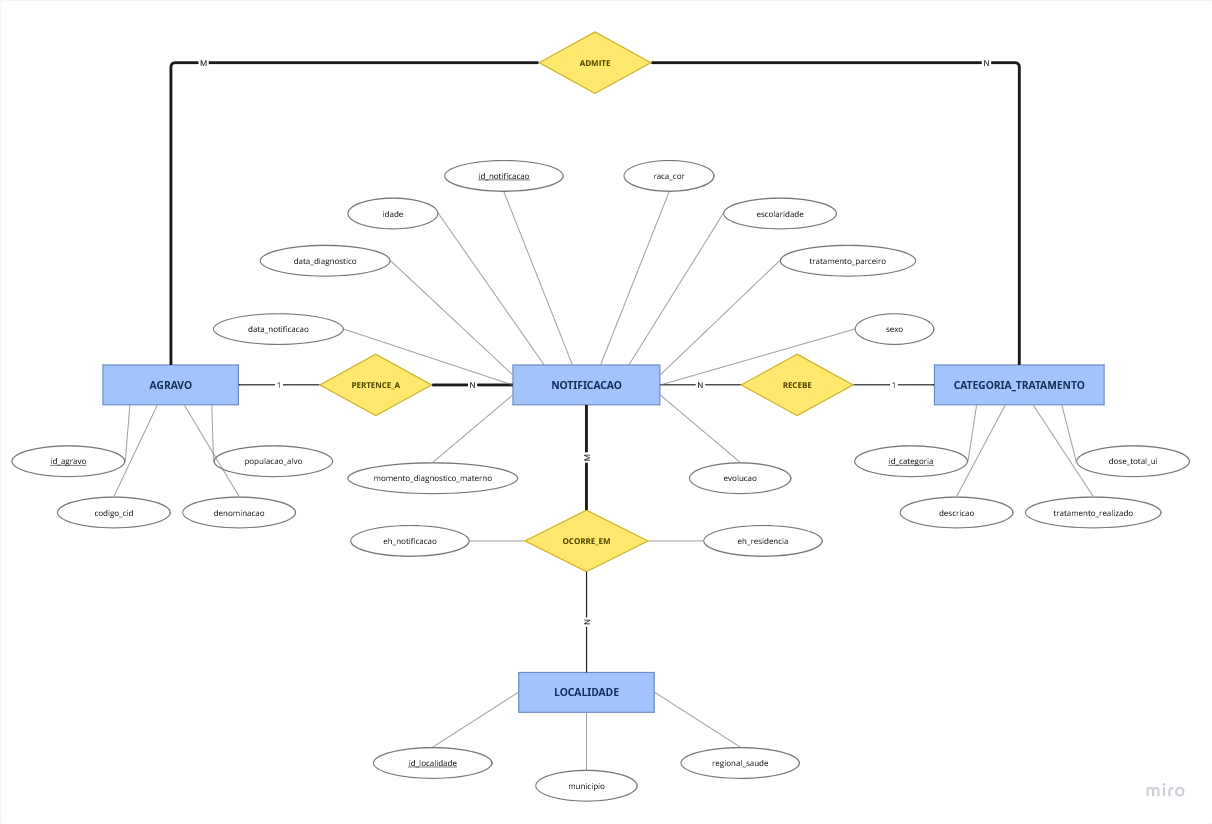 ADMITE
M
N
id_notificacao
raca_cor
idade
escolaridade
data_diagnostico
tratamento_parceiro
data_notificacao
sexo
AGRAVO
1
PERTENCE_A
N
NOTIFICACAO
N
RECEBE
1
CATEGORIA_TRATAMENTO
id_agravo
populacao_alvo
momento_diagnostico_materno
M
evolucao
id_categoria
dose_total_ui
codigo_cid
denominacao
descricao
tratamento_realizado
eh_notificacao
OCORRE_EM
eh_residencia
N
LOCALIDADE
id_localidade
municipio
regional_saude
miro